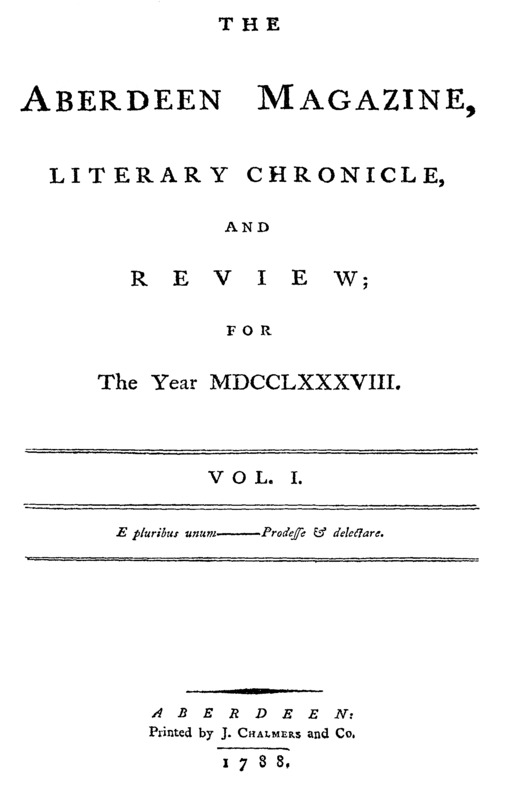 THE
ABERDEEN MAGAZINE,
LITERARY CHRONICLE,
AND
REVIEW;
FOR
The Year MDCCLXXXVIII.
VOL. I.
E pluribus unum———Prodeſſe & delectare.
ABERDEEN:
Printed by J. CHALMERS and Co.
1788.